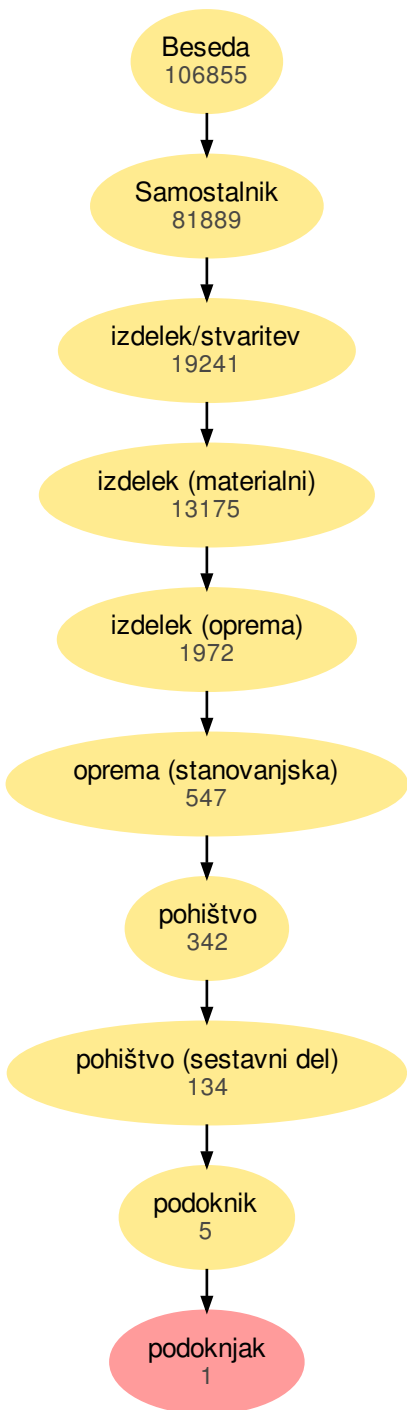 Beseda
106855
Samostalnik
81889
izdelek/stvaritev
19241
izdelek (materialni)
13175
izdelek (oprema)
1972
oprema (stanovanjska)
547
pohištvo
342
pohištvo (sestavni del)
134
podoknik
5
podoknjak
1